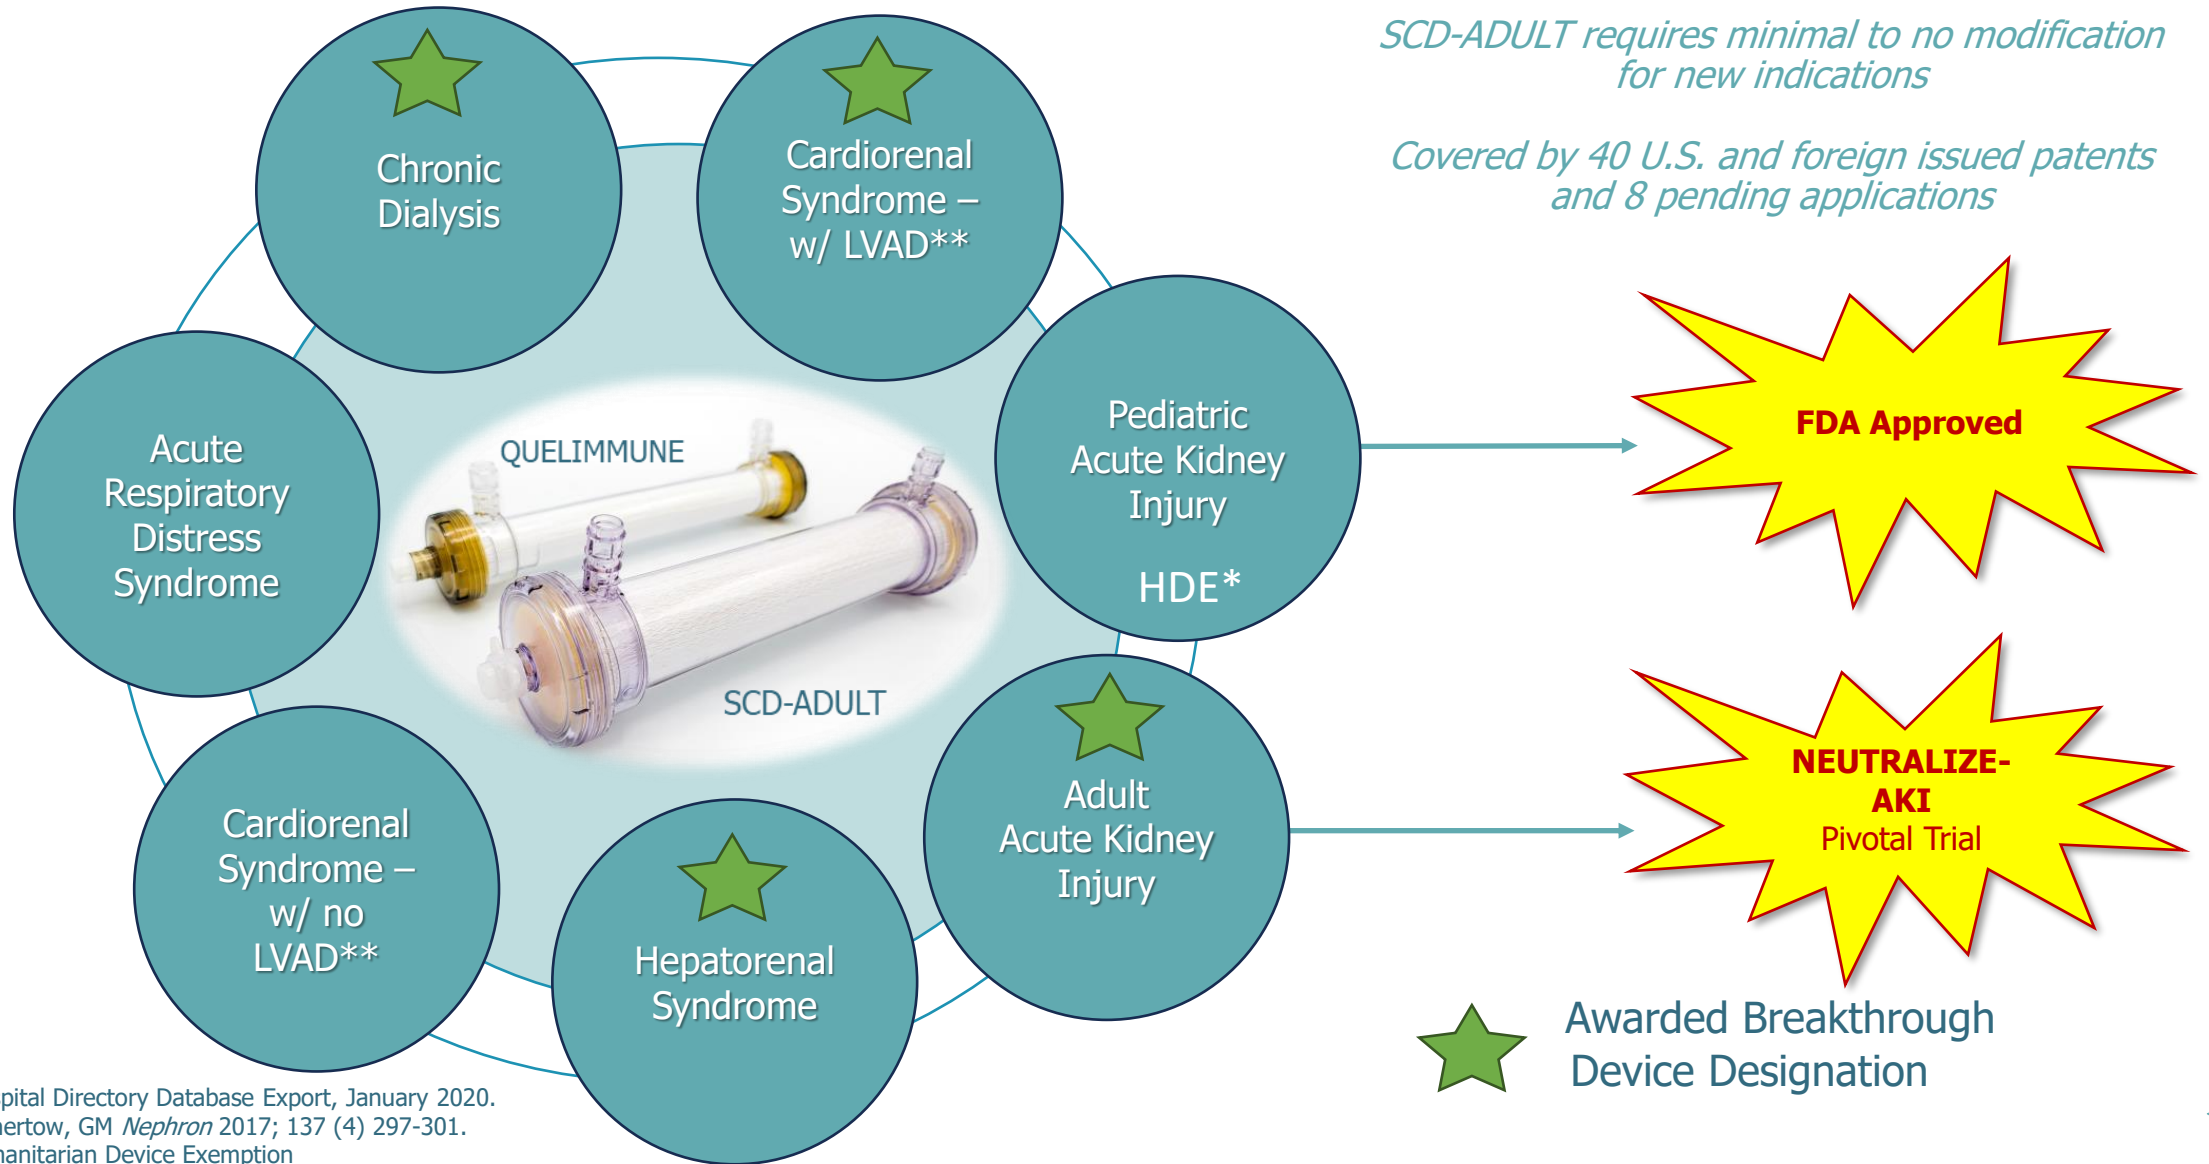 SCD-ADULT requires minimal to no modification
for new indications
Covered by 40 U.S. and foreign issued patents
and 8 pending applications
Chronic
Dialysis
Cardiorenal
Syndrome –
w/ LVAD**
Pediatric
Acute Kidney
Injury
HDE*
FDA Approved
Acute
Respiratory
Distress
Syndrome
QUELIMMUNE
SCD-ADULT
Adult
Acute Kidney
Injury
NEUTRALIZE-
AKI
Pivotal Trial
Cardiorenal
Syndrome –
w/ no
LVAD**
Hepatorenal
Syndrome
Awarded Breakthrough
Device Designation
Directory Database Export, January 2020.
GM Nephron 2017; 137 (4) 297-301.
Device Exemption